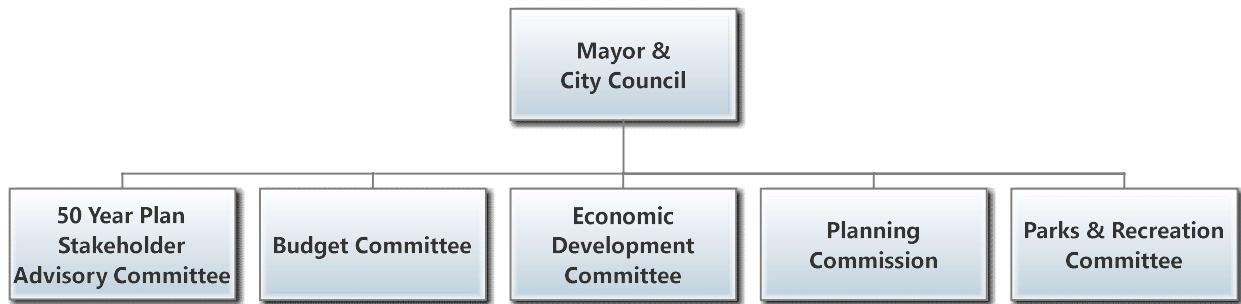 Mayor &
City Council
50 Year Plan
Stakeholder
Advisory Committee
Budget Committee
Economic
Development
Committee
Planning
Commission
Parks & Recreation
Committee